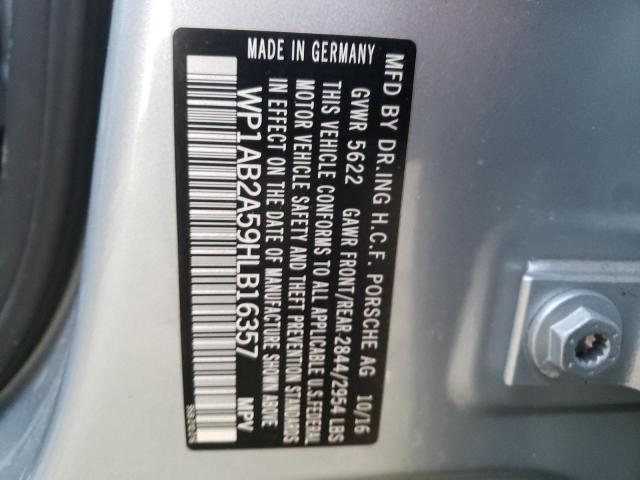 MFD BY DR.ING H.C.F. PORSCHE AG 10/16
GVWR 5622 GAWR FRONT/REAR:2844/2954 LBS
THIS VEHICLE CONFORMS TO ALL APPLICABLE U.S.FEDERAL
MOTOR VEHICLE SAFETY AND THEFT PREVENTION STANDARDS
IN EFFECT ON THE DATE OF MANUFACTURE SHOWN ABOVE
WP1AB2A59HLB16357 MPV
MADE IN GERMANY